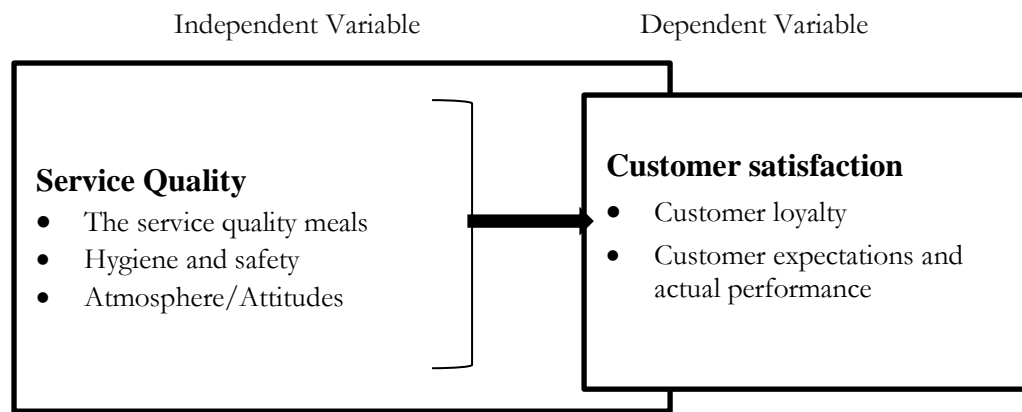 Independent Variable
Dependent Variable
Service Quality
• The service quality meals
• Hygiene and safety
• Atmosphere/Attitudes
Customer satisfaction
• Customer loyalty
• Customer expectations and
actual performance